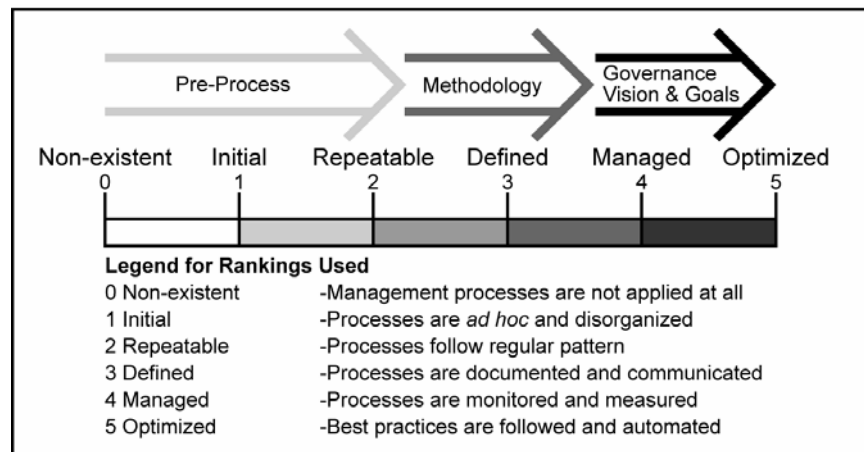 Pre-Process
Methodology
Governance
Vision & Goals
Non-existent Initial Repeatable Defined Managed Optimized
0 1 2 3 4 5
Legend for Rankings Used
0 Non-existent -Management processes are not applied at all
1 Initial -Processes are ad hoc and disorganized
2 Repeatable -Processes follow regular pattern
3 Defined -Processes are documented and communicated
4 Managed -Processes are monitored and measured
5 Optimized -Best practices are followed and automated